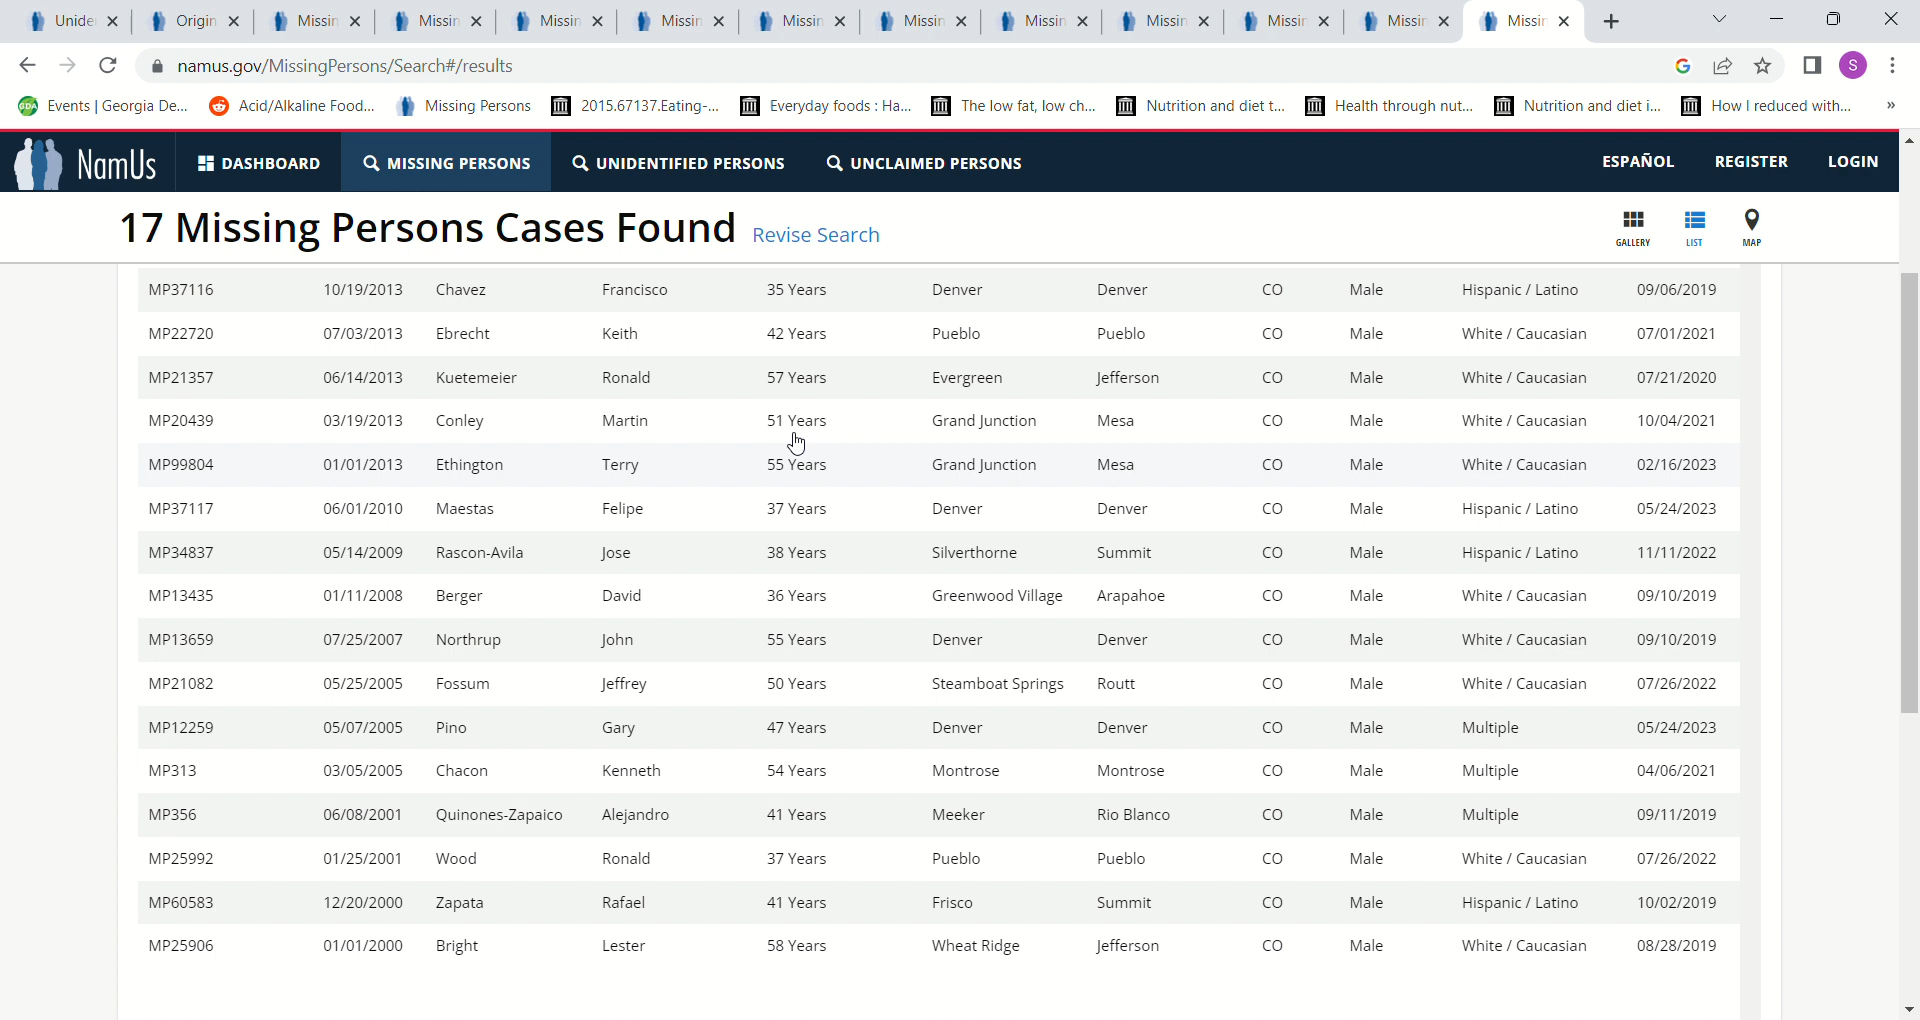 Unide Origin Missin Missin Missin Missin Missin Missin Missin Missin Missin Missin Missin
namus.gov/MissingPersons/Search#/results S
Events | Georgia De... Acid/Alkaline Food... Missing Persons 2015.67137.Eating-... Everyday foods : Ha... The low fat, low ch... Nutrition and diet t... Health through nut... Nutrition and diet i... How I reduced with... »
NamUs DASHBOARD MISSING PERSONS UNIDENTIFIED PERSONS UNCLAIMED PERSONS ESPAÑOL REGISTER LOGIN
17 Missing Persons Cases Found Revise Search GALLERY LIST MAP
MP37116 10/19/2013 Chavez Francisco 35 Years Denver Denver CO Male Hispanic / Latino 09/06/2019
MP22720 07/03/2013 Ebrecht Keith 42 Years Pueblo Pueblo CO Male White / Caucasian 07/01/2021
MP21357 06/14/2013 Kuetemeier Ronald 57 Years Evergreen Jefferson CO Male White / Caucasian 07/21/2020
MP20439 03/19/2013 Conley Martin 51 Years Grand Junction Mesa CO Male White / Caucasian 10/04/2021
MP99804 01/01/2013 Ethington Terry 55 Years Grand Junction Mesa CO Male White / Caucasian 02/16/2023
MP37117 06/01/2010 Maestas Felipe 37 Years Denver Denver CO Male Hispanic / Latino 05/24/2023
MP34837 05/14/2009 Rascon-Avila Jose 38 Years Silverthorne Summit CO Male Hispanic / Latino 11/11/2022
MP13435 01/11/2008 Berger David 36 Years Greenwood Village Arapahoe CO Male White / Caucasian 09/10/2019
MP13659 07/25/2007 Northrup John 55 Years Denver Denver CO Male White / Caucasian 09/10/2019
MP21082 05/25/2005 Fossum Jeffrey 50 Years Steamboat Springs Routt CO Male White / Caucasian 07/26/2022
MP12259 05/07/2005 Pino Gary 47 Years Denver Denver CO Male Multiple 05/24/2023
MP313 03/05/2005 Chacon Kenneth 54 Years Montrose Montrose CO Male Multiple 04/06/2021
MP356 06/08/2001 Quinones-Zapaico Alejandro 41 Years Meeker Rio Blanco CO Male Multiple 09/11/2019
MP25992 01/25/2001 Wood Ronald 37 Years Pueblo Pueblo CO Male White / Caucasian 07/26/2022
MP60583 12/20/2000 Zapata Rafael 41 Years Frisco Summit CO Male Hispanic / Latino 10/02/2019
MP25906 01/01/2000 Bright Lester 58 Years Wheat Ridge Jefferson CO Male White / Caucasian 08/28/2019